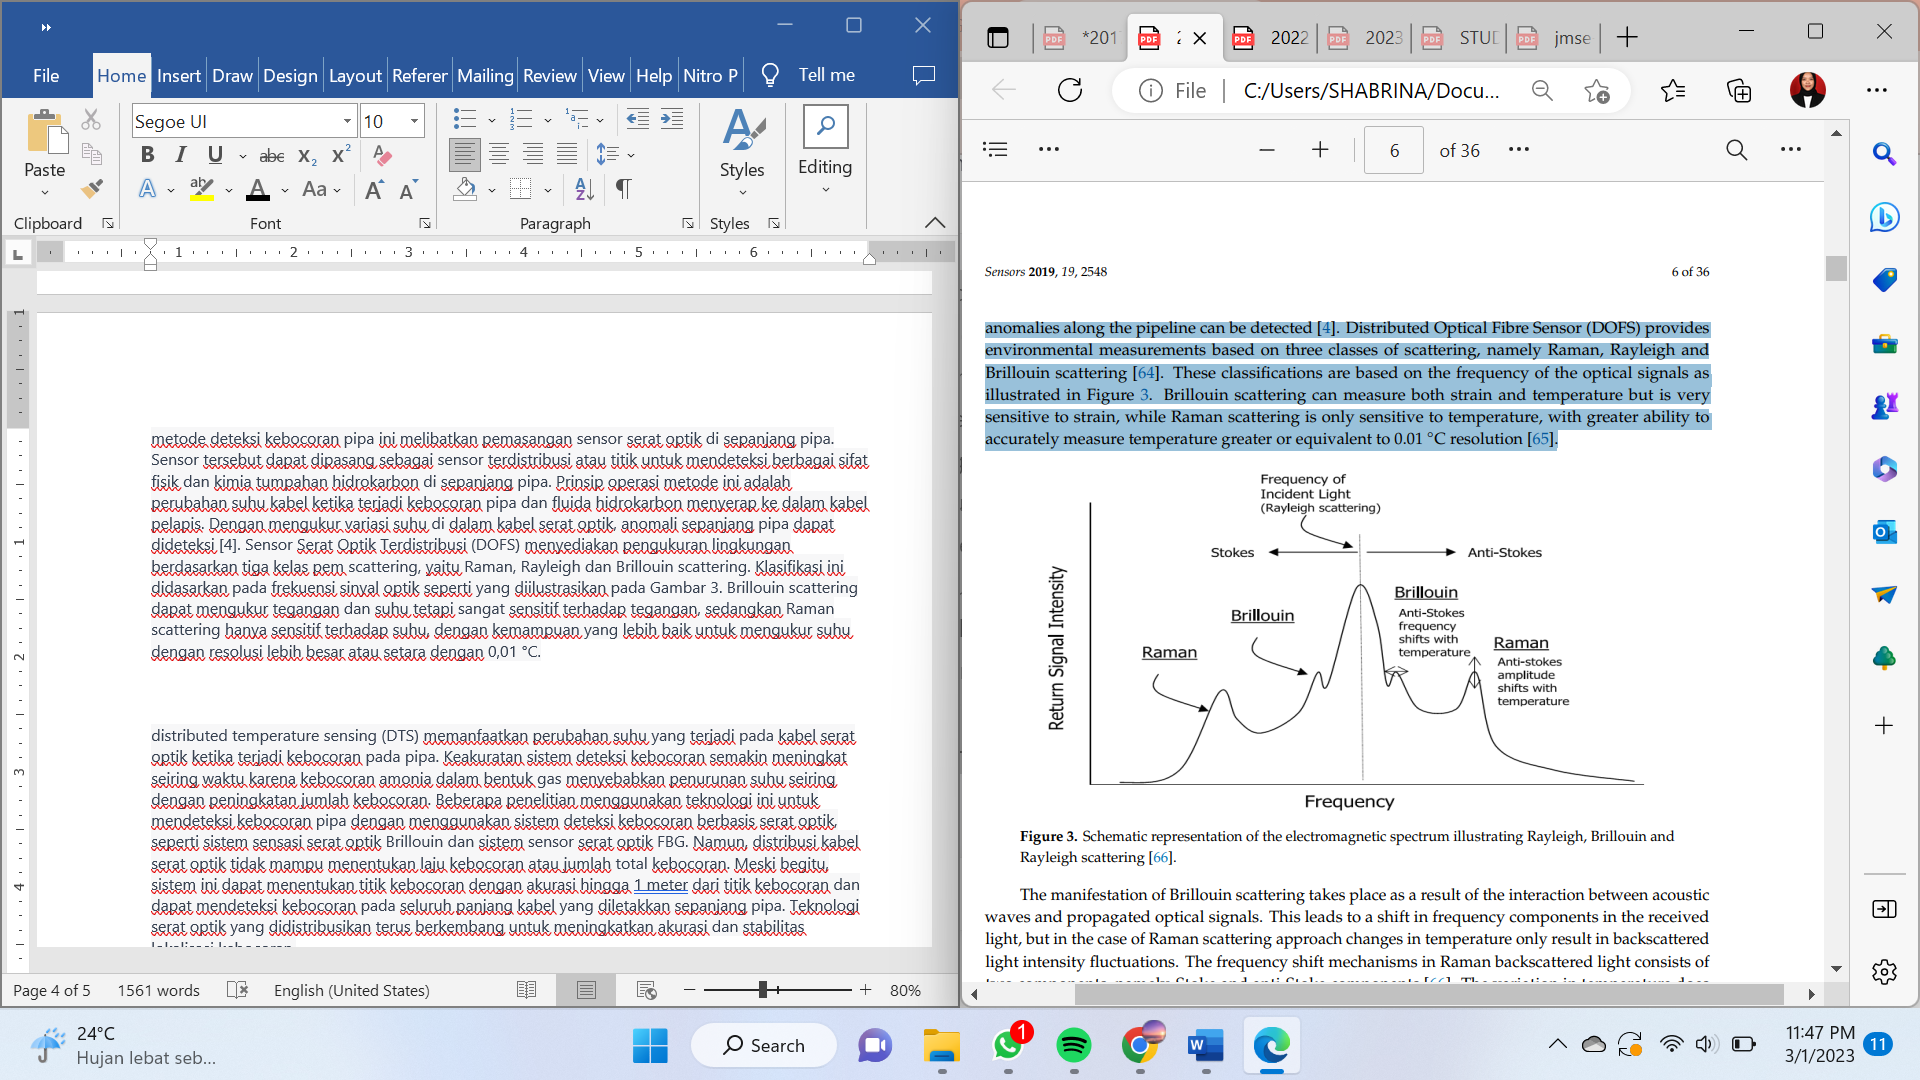 File Home Insert Draw Design Layout Referer Mailing Review View Help Nitro P Tell me
Paste
Segoe UI 10
B I U abc X₂ X²
A ab A Aa A A
Styles
Editing
Clipboard Font Paragraph Styles
1 2 3 4 5 6
metode deteksi kebocoran pipa ini melibatkan pemasangan sensor serat optik di sepanjang pipa.
Sensor tersebut dapat dipasang sebagai sensor terdistribusi atau titik untuk mendeteksi berbagai sifat
fisik dan kimia tumpahan hidrokarbon di sepanjang pipa. Prinsip operasi metode ini adalah
perubahan suhu kabel ketika terjadi kebocoran pipa dan fluida hidrokarbon menyerap ke dalam kabel
pelapis. Dengan mengukur variasi suhu di dalam kabel serat optik, anomali sepanjang pipa dapat
dideteksi [4]. Sensor Serat Optik Terdistribusi (DOFS) menyediakan pengukuran lingkungan
berdasarkan tiga kelas pem scattering, yaitu Raman, Rayleigh dan Brillouin scattering. Klasifikasi ini
didasarkan pada frekuensi sinyal optik seperti yang diilustrasikan pada Gambar 3. Brillouin scattering
dapat mengukur tegangan dan suhu tetapi sangat sensitif terhadap tegangan, sedangkan Raman
scattering hanya sensitif terhadap suhu, dengan kemampuan yang lebih baik untuk mengukur suhu
dengan resolusi lebih besar atau setara dengan 0,01 °C.
distributed temperature sensing (DTS) memanfaatkan perubahan suhu yang terjadi pada kabel serat
optik ketika terjadi kebocoran pada pipa. Keakuratan sistem deteksi kebocoran semakin meningkat
seiring waktu karena kebocoran amonia dalam bentuk gas menyebabkan penurunan suhu seiring
dengan peningkatan jumlah kebocoran. Beberapa penelitian menggunakan teknologi ini untuk
mendeteksi kebocoran pipa dengan menggunakan sistem deteksi kebocoran berbasis serat optik,
seperti sistem sensasi serat optik Brillouin dan sistem sensor serat optik FBG. Namun, distribusi kabel
serat optik tidak mampu menentukan laju kebocoran atau jumlah total kebocoran. Meski begitu,
sistem ini dapat menentukan titik kebocoran dengan akurasi hingga 1 meter dari titik kebocoran dan
dapat mendeteksi kebocoran pada seluruh panjang kabel yang diletakkan sepanjang pipa. Teknologi
serat optik yang didistribusikan terus berkembang untuk meningkatkan akurasi dan stabilitas
Page 4 of 5 1561 words English (United States) 80%
*201 2022 2023 STUD jmse
File C:/Users/SHABRINA/Docu...
6 of 36
Sensors 2019, 19, 2548 6 of 36
anomalies along the pipeline can be detected [4]. Distributed Optical Fibre Sensor (DOFS) provides
environmental measurements based on three classes of scattering, namely Raman, Rayleigh and
Brillouin scattering [64]. These classifications are based on the frequency of the optical signals as
illustrated in Figure 3. Brillouin scattering can measure both strain and temperature but is very
sensitive to strain, while Raman scattering is only sensitive to temperature, with greater ability to
accurately measure temperature greater or equivalent to 0.01 °C resolution [65].
Frequency of
Incident Light
(Rayleigh scattering)
Stokes Anti-Stokes
Brillouin
Anti-Stokes
frequency
shifts with
temperature
Brillouin
Raman
Raman
Anti-stokes
amplitude
shifts with
temperature
Return Signal Intensity
Frequency
Figure 3. Schematic representation of the electromagnetic spectrum illustrating Rayleigh, Brillouin and
Rayleigh scattering [66].
The manifestation of Brillouin scattering takes place as a result of the interaction between acoustic
waves and propagated optical signals. This leads to a shift in frequency components in the received
light, but in the case of Raman scattering approach changes in temperature only result in backscattered
light intensity fluctuations. The frequency shift mechanisms in Raman backscattered light consists of
24°C
Hujan lebat seb...
Search
1
11:47 PM
3/1/2023
11